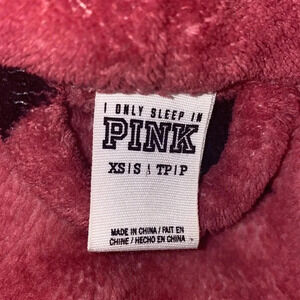 I ONLY SLEEP IN
PINK
XS|S | TP|P
MADE IN CHINA / FAIT EN
CHINE / HECHO EN CHINA